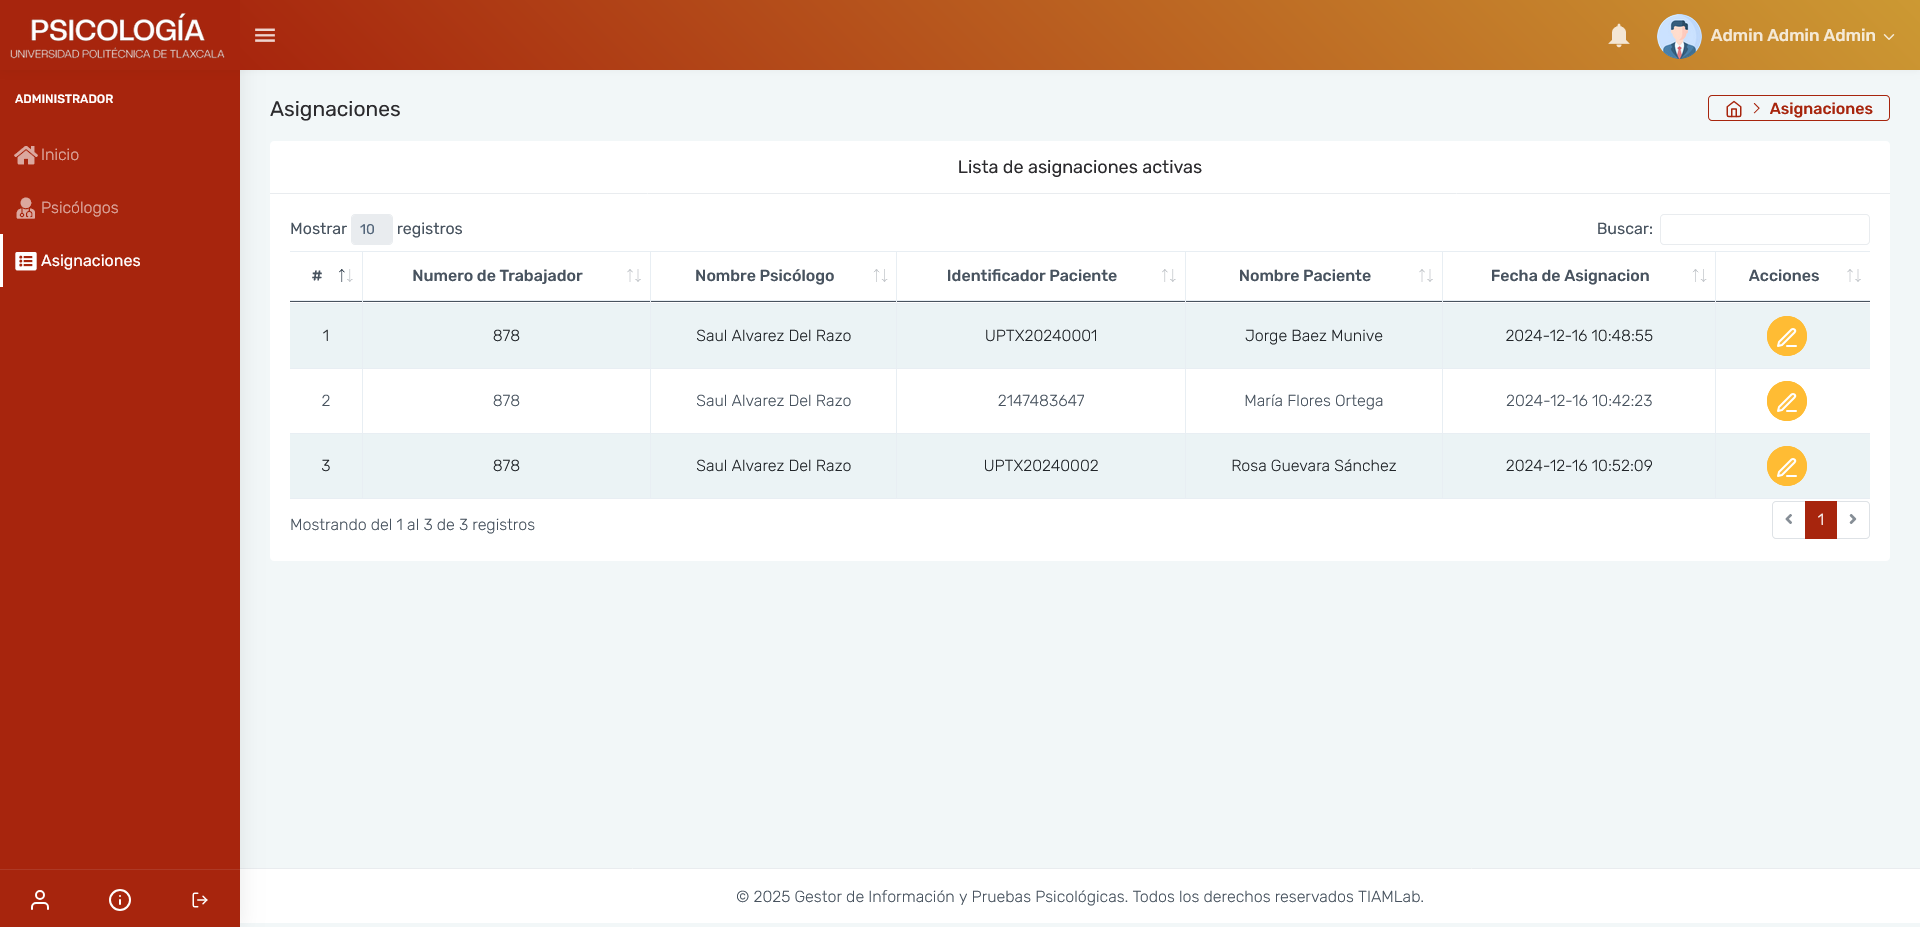 PSICOLOGÍA
UNIVERSIDAD POLITÉCNICA DE TLAXCALA
Admin Admin Admin
ADMINISTRADOR
Inicio
Psicólogos
Asignaciones
Asignaciones
Asignaciones
Lista de asignaciones activas
Mostrar 10 registros
Buscar:
# Numero de Trabajador Nombre Psicólogo Identificador Paciente Nombre Paciente Fecha de Asignacion Acciones
1 878 Saul Alvarez Del Razo UPTX20240001 Jorge Baez Munive 2024-12-16 10:48:55
2 878 Saul Alvarez Del Razo 2147483647 María Flores Ortega 2024-12-16 10:42:23
3 878 Saul Alvarez Del Razo UPTX20240002 Rosa Guevara Sánchez 2024-12-16 10:52:09
Mostrando del 1 al 3 de 3 registros
1
© 2025 Gestor de Información y Pruebas Psicológicas. Todos los derechos reservados TIAMLab.